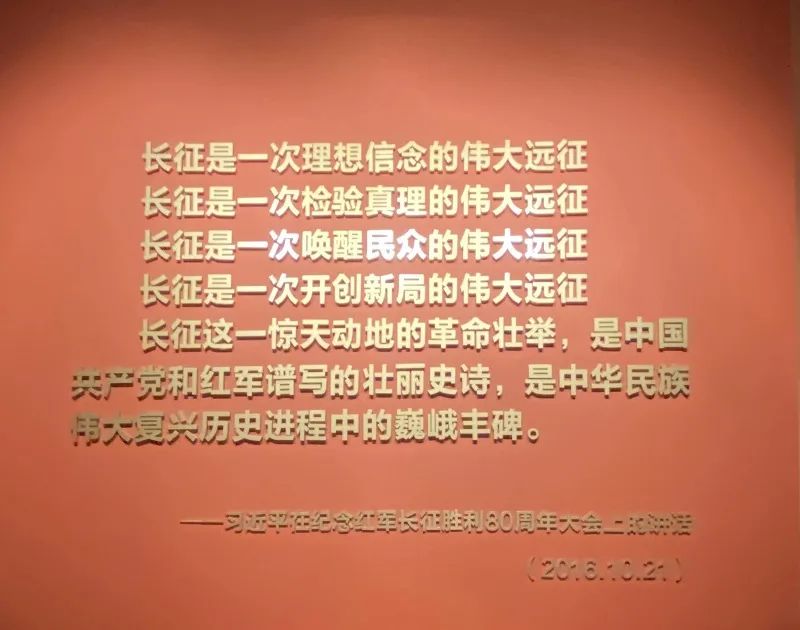 长征是一次理想信念的伟大远征
长征是一次检验真理的伟大远征
长征是一次唤醒民众的伟大远征
长征是一次开创新局的伟大远征
长征这一惊天动地的革命壮举，是中国
共产党和红军谱写的壮丽史诗，是中华民族
伟大复兴历史进程中的巍峨丰碑。
——习近平在纪念红军长征胜利80周年大会上的讲话
（2016.10.21）